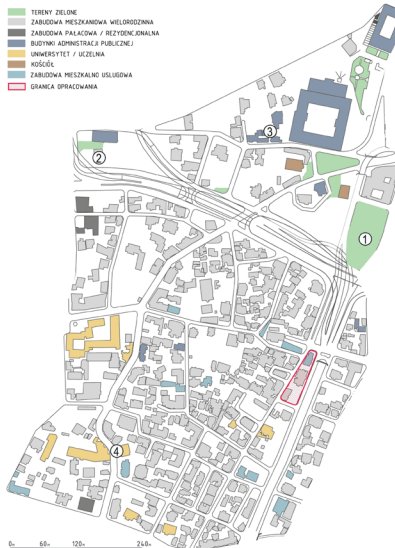 TERENY ZIELONE
ZABUDOWA MIESZKANIOWA WIELORODZINNA
ZABUDOWA PAŁACOWA / REZYDENCJONALNA
BUDYNKI ADMINSTRACJI PUBLICZNEJ
UNIWERSYTET / UCZELNIA
KOŚCIÓŁ
ZABUDOWA MIESZKALNO USŁUGOWA
GRANICA OPRACOWANIA
3
2
1
4
0m 60m 120m 240m